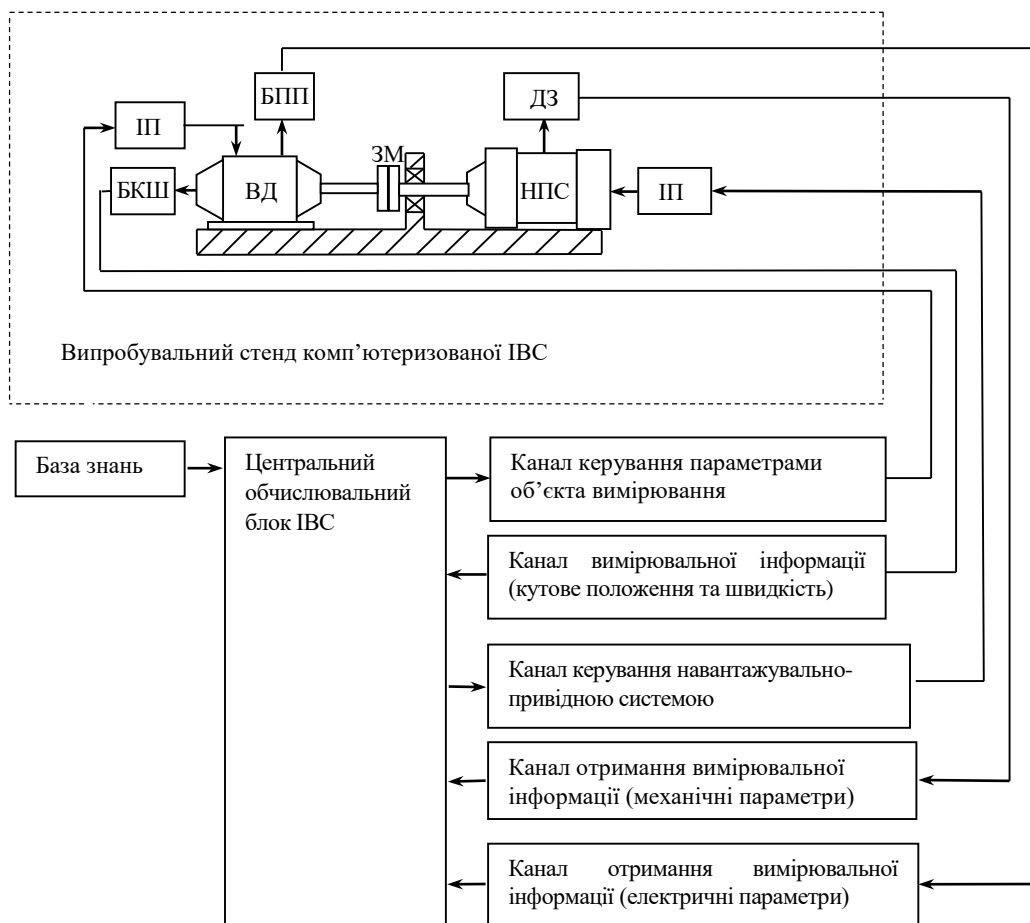 БПП
ДЗ
ІП
ЗМ
БКШ
ВД
НПС
ІП
Випробувальний стенд комп’ютеризованої ІВС
База знань
Центральний
обчислювальний
блок ІВС
Канал керування параметрами
об’єкта вимірювання
Канал вимірювальної інформації
(кутове положення та швидкість)
Канал керування навантажувально-
привідною системою
Канал отримання вимірювальної
інформації (механічні параметри)
Канал отримання вимірювальної
інформації (електричні параметри)